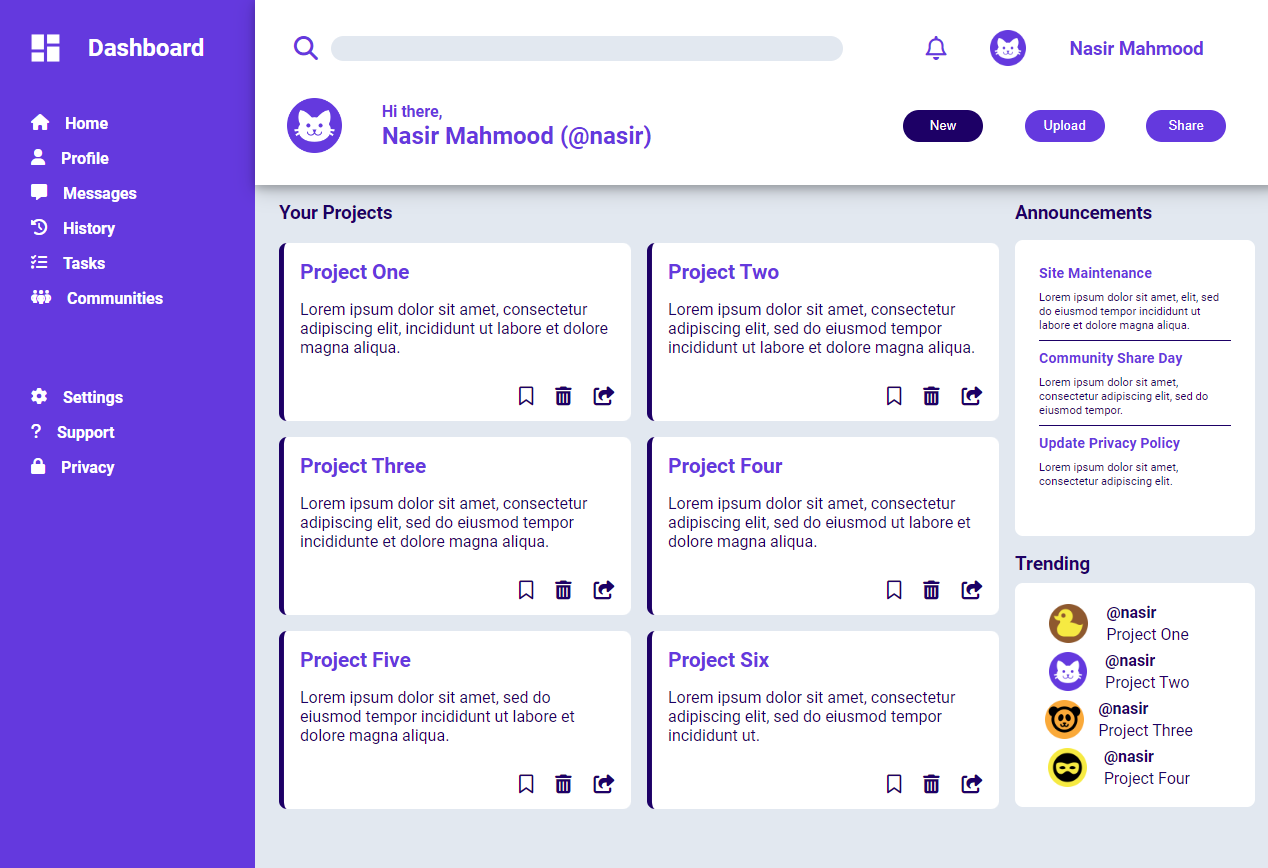 Dashboard
Home
Profile
Messages
History
Tasks
Communities
Settings
Support
Privacy
Nasir Mahmood
Hi there,
Nasir Mahmood (@nasir)
New
Upload
Share
Your Projects
Project One
Lorem ipsum dolor sit amet, consectetur
adipiscing elit, incididunt ut labore et dolore
magna aliqua.
Project Two
Lorem ipsum dolor sit amet, consectetur
adipiscing elit, sed do eiusmod tempor
incididunt ut labore et dolore magna aliqua.
Project Three
Lorem ipsum dolor sit amet, consectetur
adipiscing elit, sed do eiusmod tempor
incididunte et dolore magna aliqua.
Project Four
Lorem ipsum dolor sit amet, consectetur
adipiscing elit, sed do eiusmod ut labore et
dolore magna aliqua.
Project Five
Lorem ipsum dolor sit amet, sed do
eiusmod tempor incididunt ut labore et
dolore magna aliqua.
Project Six
Lorem ipsum dolor sit amet, consectetur
adipiscing elit, sed do eiusmod tempor
incididunt ut.
Announcements
Site Maintenance
Lorem ipsum dolor sit amet, elit, sed
do eiusmod tempor incididunt ut
labore et dolore magna aliqua.
Community Share Day
Lorem ipsum dolor sit amet,
consectetur adipiscing elit, sed do
eiusmod tempor.
Update Privacy Policy
Lorem ipsum dolor sit amet,
consectetur adipiscing elit.
Trending
@nasir
Project One
@nasir
Project Two
@nasir
Project Three
@nasir
Project Four